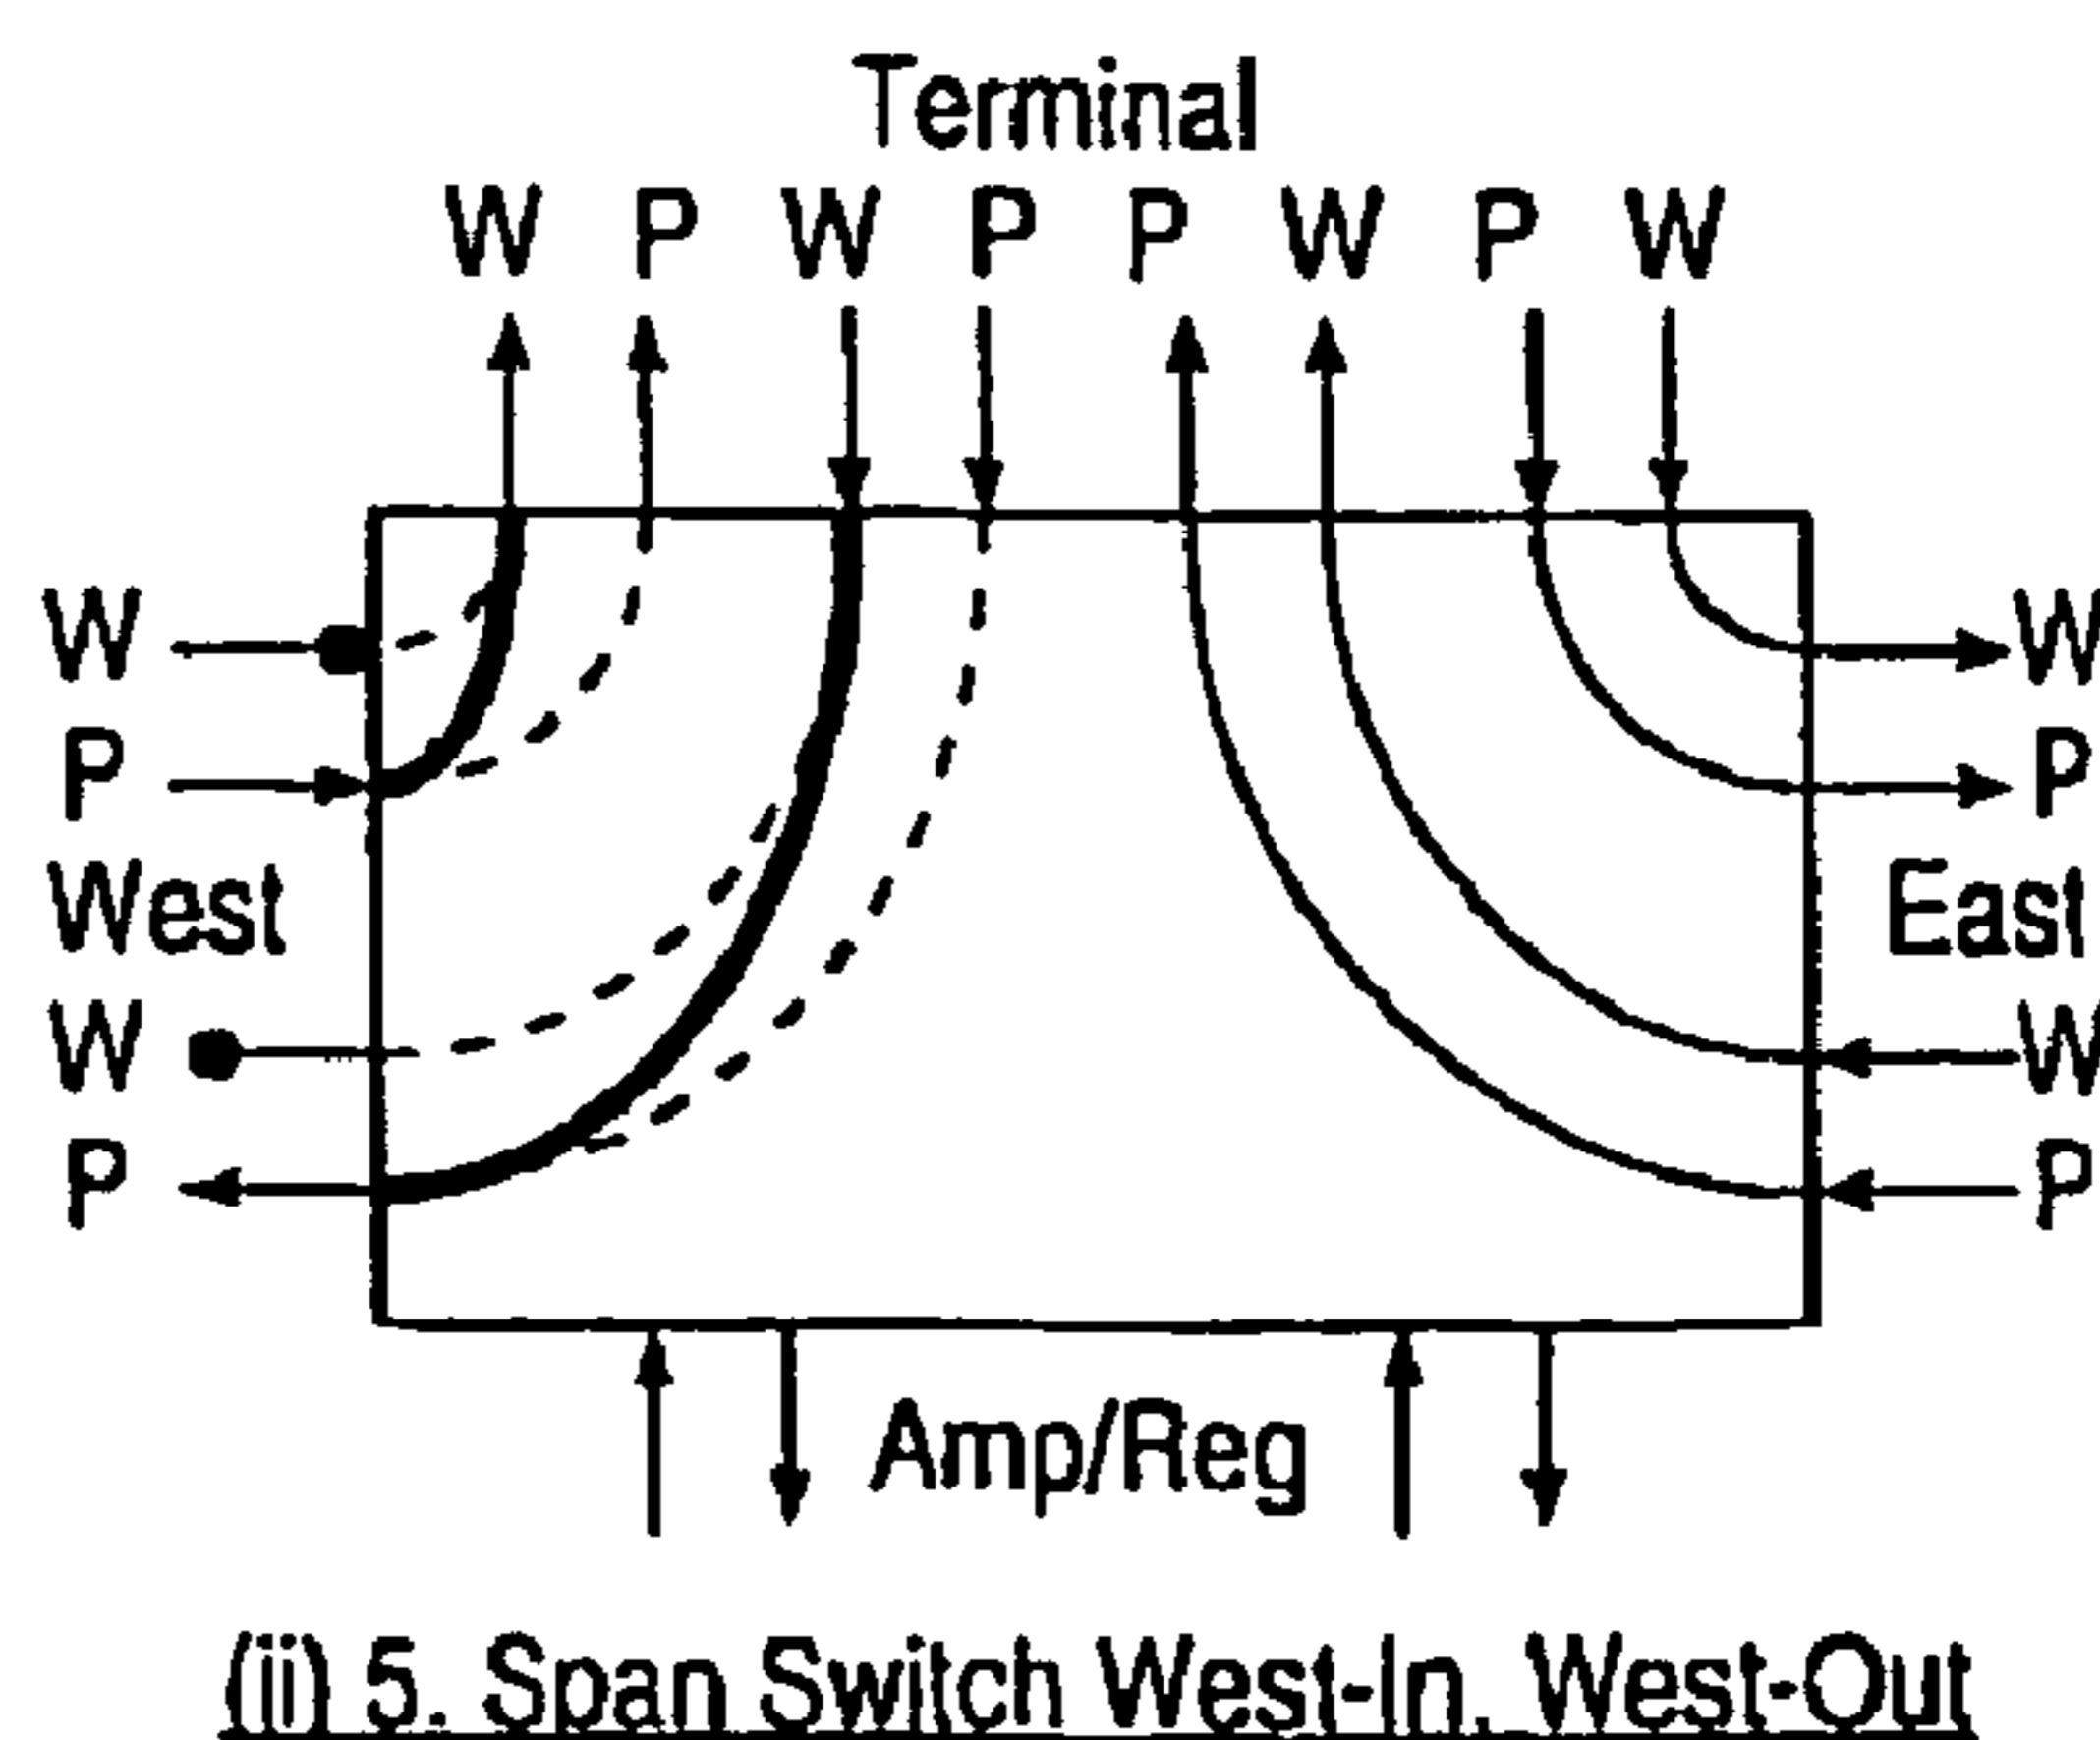 Terminal
W P W P P W P W
W W
P P
West East
W W
P P
Amp/Reg
(ii) 5. Span Switch West-In, West-Out